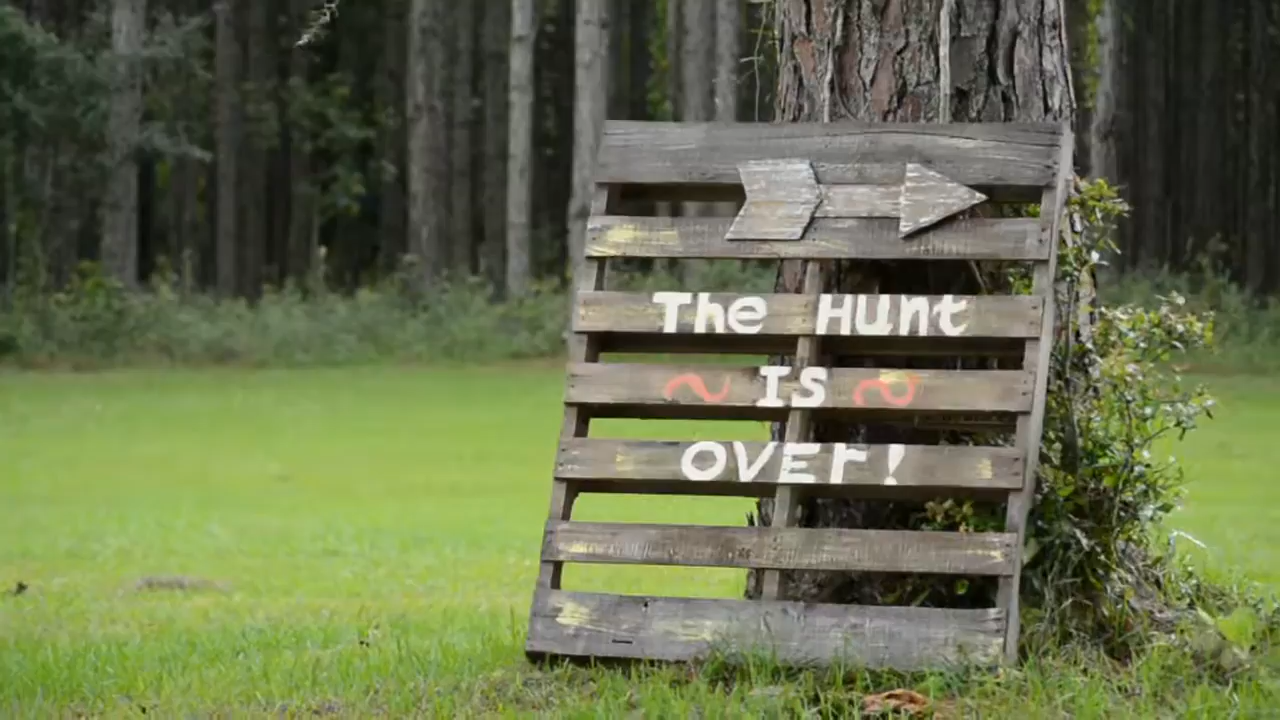 The Hunt
~ IS ~
OVEr!